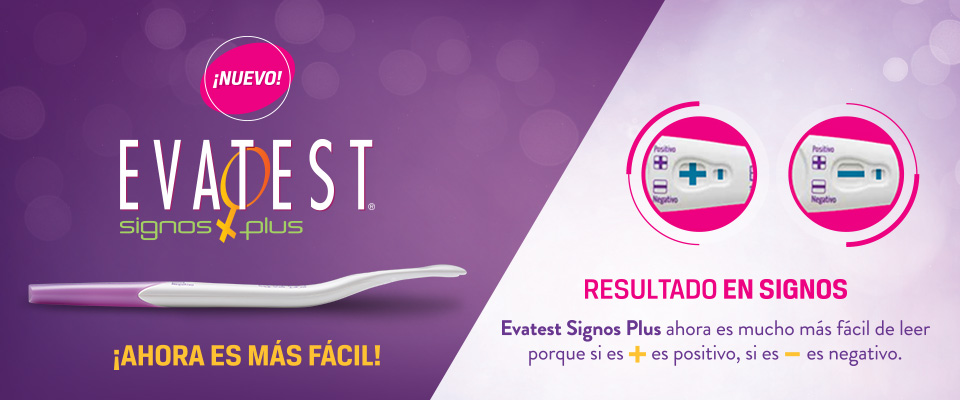 ¡NUEVO!
EVATEST®
signos plus
¡AHORA ES MÁS FÁCIL!
Positivo
Negativo
Positivo
Negativo
RESULTADO EN SIGNOS
Evatest Signos Plus ahora es mucho más fácil de leer
porque si es + es positivo, si es − es negativo.